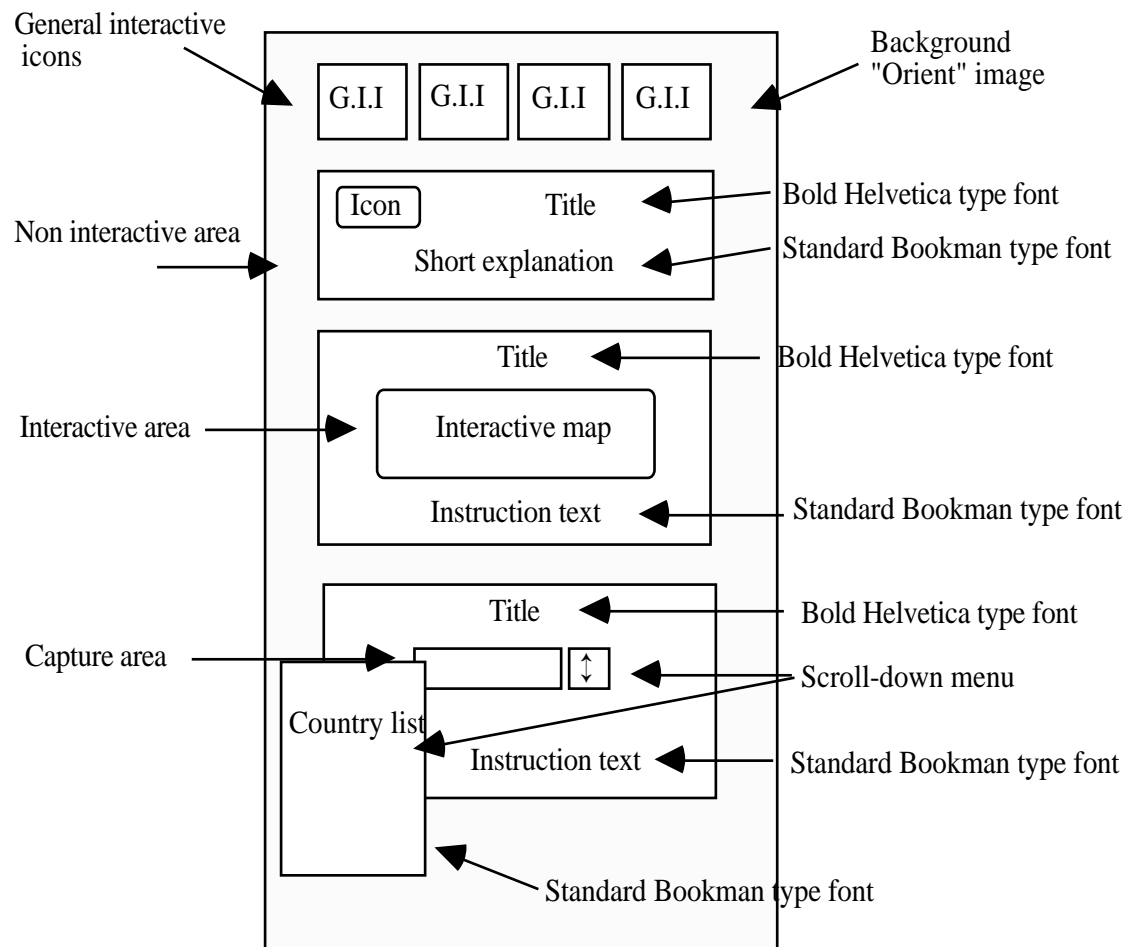 General interactive
icons
Background
"Orient" image
G.I.I G.I.I G.I.I G.I.I
Icon
Title
Bold Helvetica type font
Non interactive area
Short explanation
Standard Bookman type font
Title
Bold Helvetica type font
Interactive area
Interactive map
Instruction text
Standard Bookman type font
Title
Bold Helvetica type font
Capture area
Scroll-down menu
Country list
Instruction text
Standard Bookman type font
Standard Bookman type font